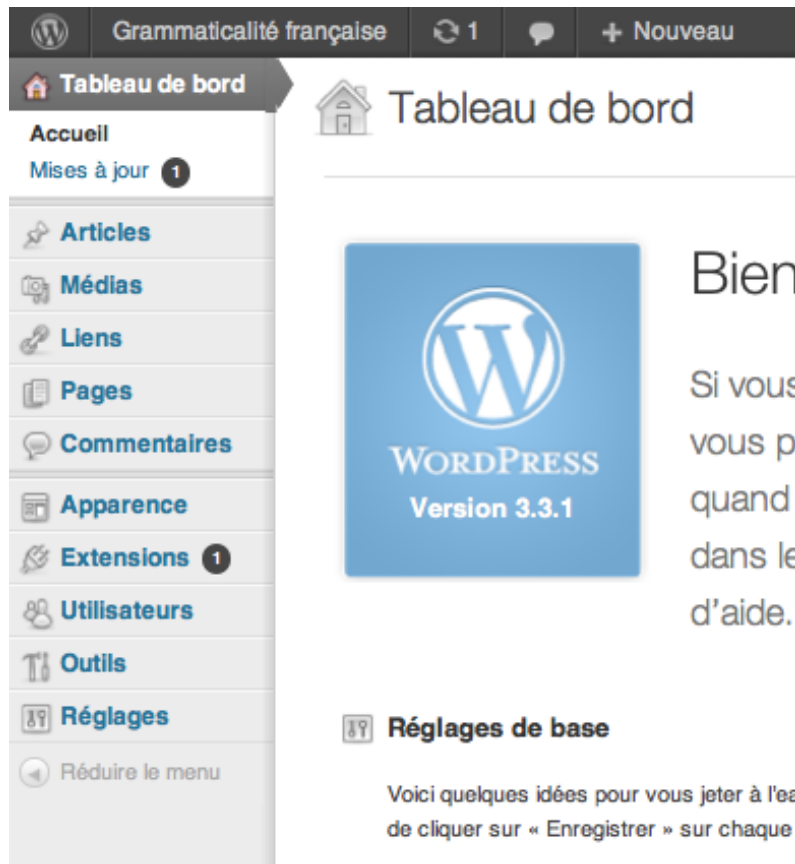 Grammaticalité française 1 + Nouveau
Tableau de bord
Accueil
Mises à jour 1
Articles
Médias
Liens
Pages
Commentaires
Apparence
Extensions 1
Utilisateurs
Outils
Réglages
Réduire le menu
Tableau de bord
WORDPRESS
Version 3.3.1
Bien
Si vous
vous p
quand
dans le
d’aide.
Réglages de base
Voici quelques idées pour vous jeter à l'ea
de cliquer sur « Enregistrer » sur chaque